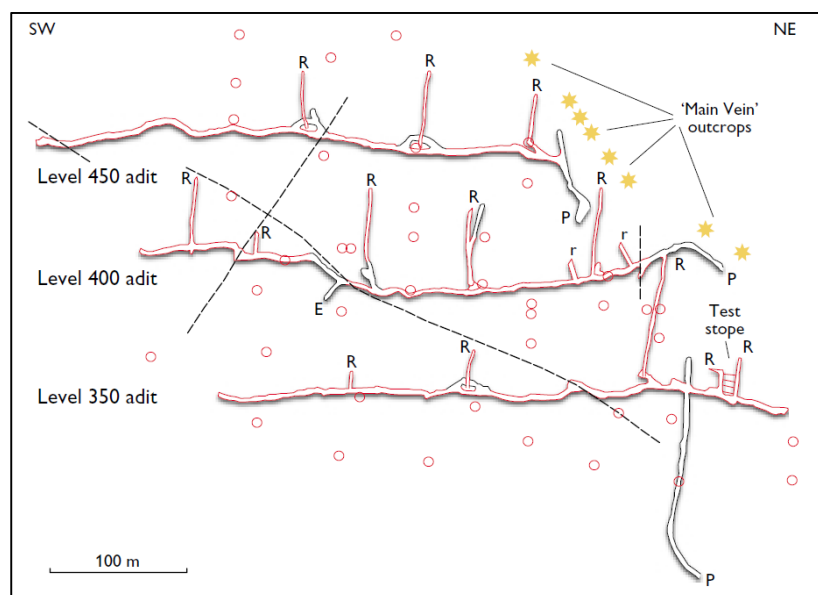 SW
NE
R
R
R
'Main Vein'
outcrops
Level 450 adit
R
R
R
R
P
R
r
r
R
P
Level 400 adit
E
Test
stope
R
R
R
R
Level 350 adit
100 m
P